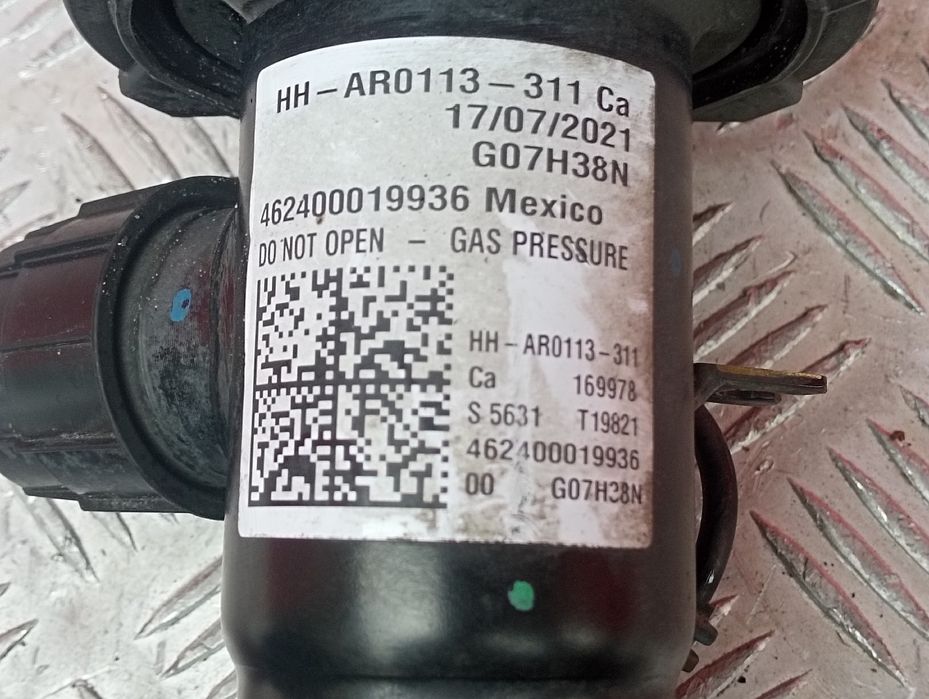 HH-AR0113-311 Ca
17/07/2021
G07H38N
462400019936 Mexico
DO NOT OPEN - GAS PRESSURE
HH-AR0113-311
Ca 169978
S 5631 T19821
462400019936
00 G07H38N